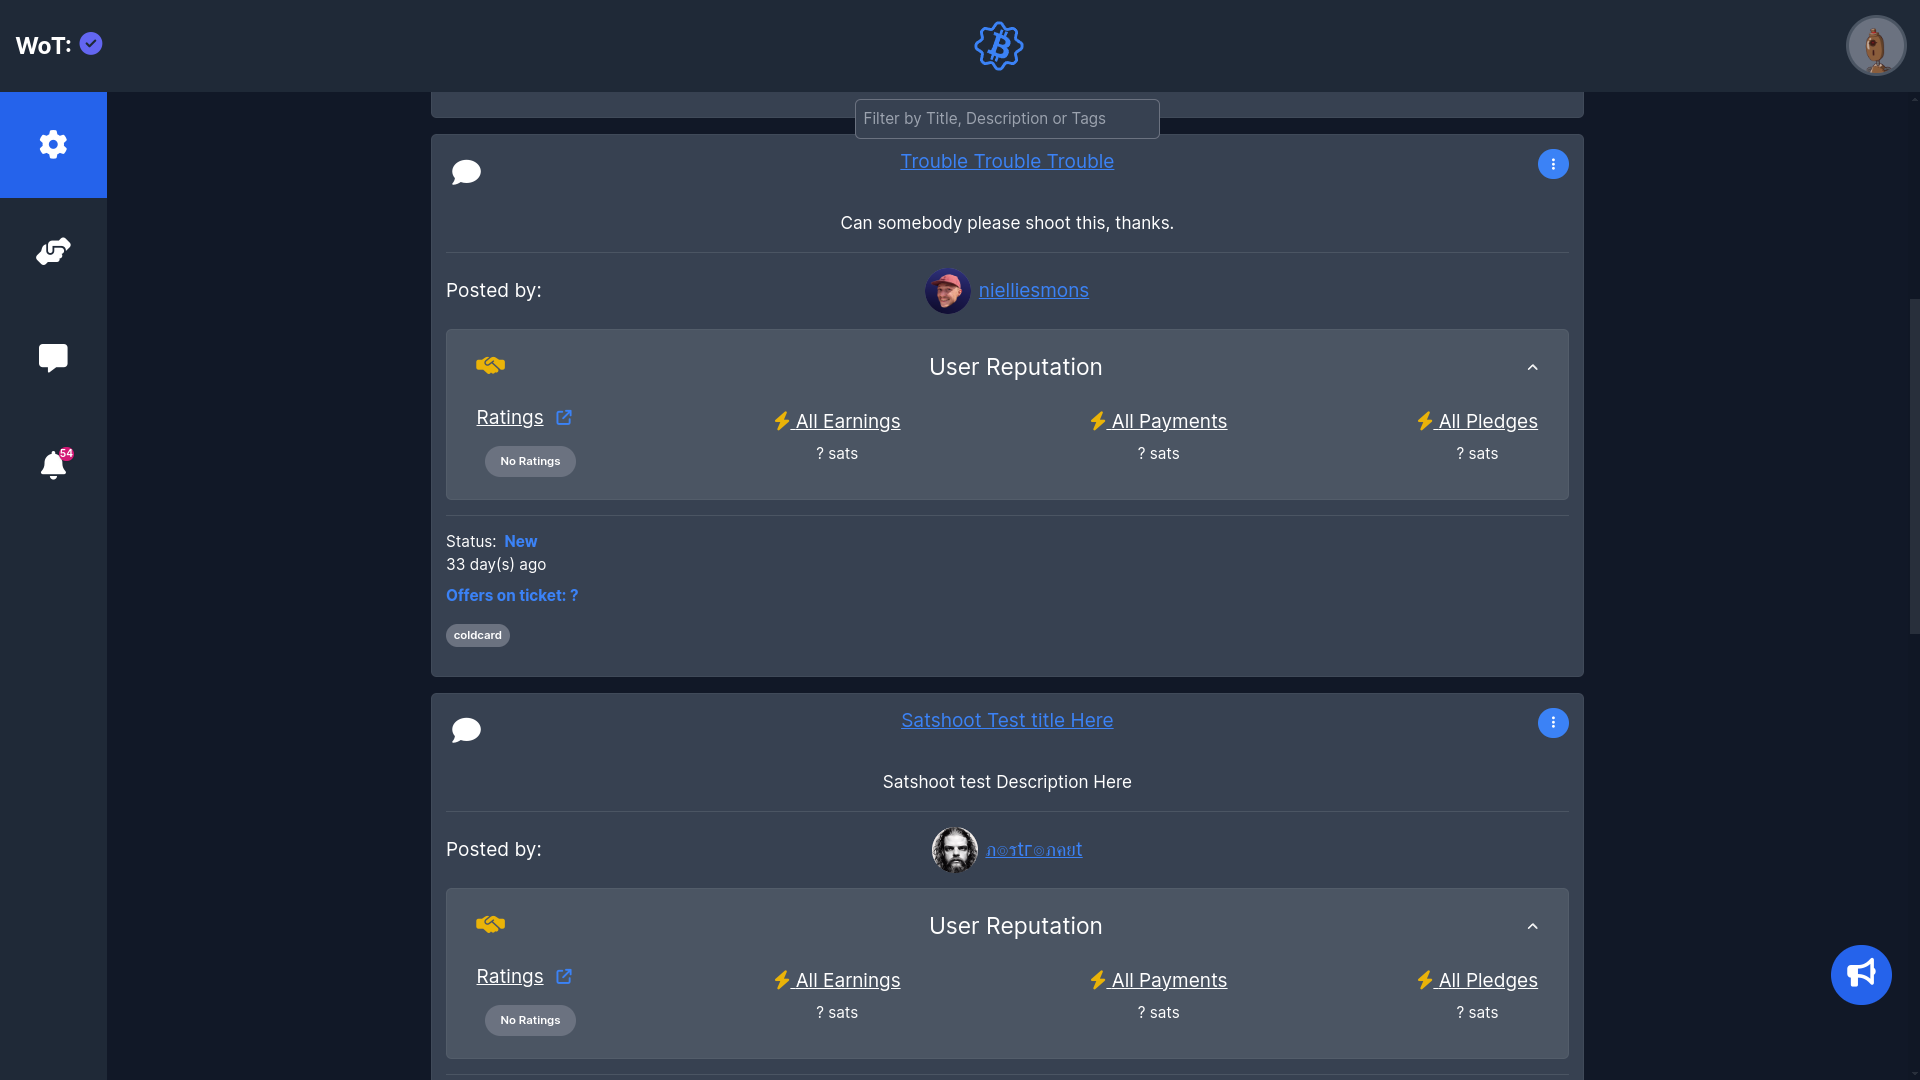 WoT:
Filter by Title, Description or Tags
Trouble Trouble Trouble
Can somebody please shoot this, thanks.
Posted by:
nielliesmons
User Reputation
Ratings
All Earnings
All Payments
All Pledges
No Ratings
? sats
? sats
? sats
Status: New
33 day(s) ago
Offers on ticket: ?
coldcard
54
Satshoot Test title Here
Satshoot test Description Here
Posted by:
User Reputation
Ratings
All Earnings
All Payments
All Pledges
No Ratings
? sats
? sats
? sats